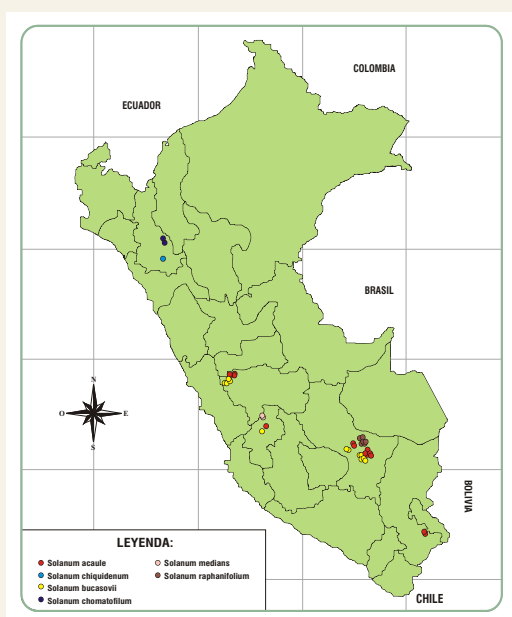 COLOMBIA
ECUADOR
BRASIL
N
O E
S
BOLIVIA
LEYENDA:
Solanum acaule
Solanum chiquidenum
Solanum bucasovii
Solanum chomatofilum
Solanum medians
Solanum raphanifolium
CHILE